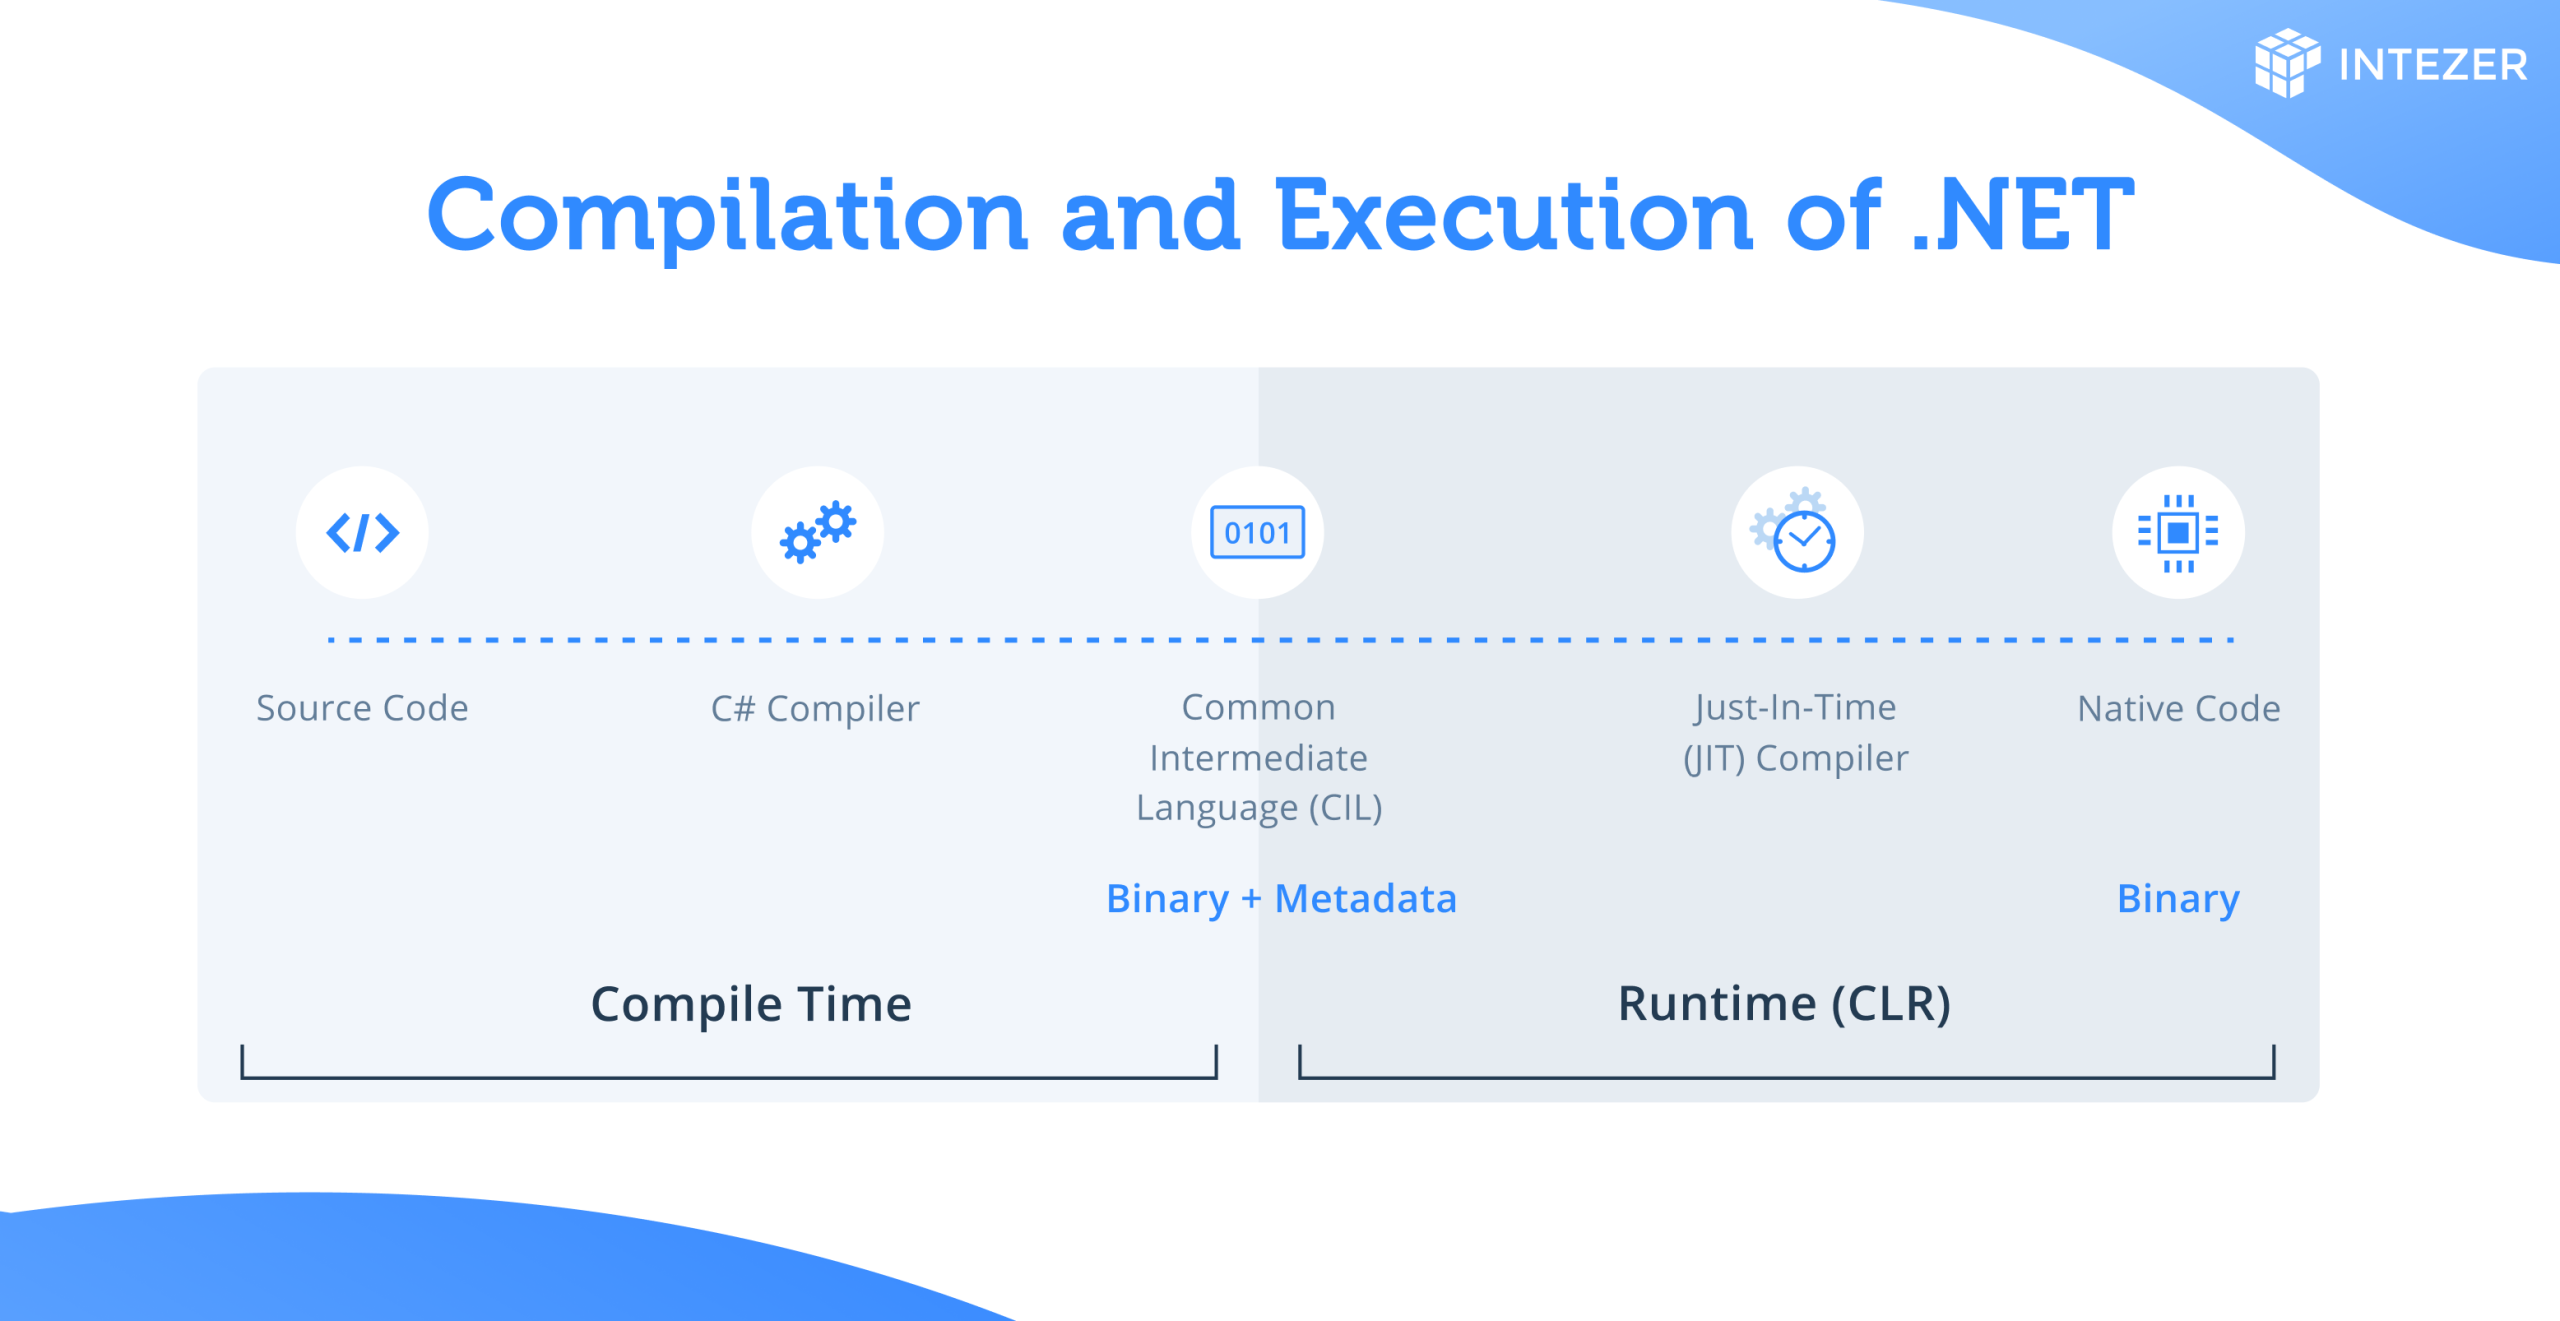 INTEZER
Compilation and Execution of .NET
0101
Source Code
C# Compiler
Common
Intermediate
Language (CIL)
Just-In-Time
(JIT) Compiler
Native Code
Binary + Metadata
Binary
Compile Time
Runtime (CLR)